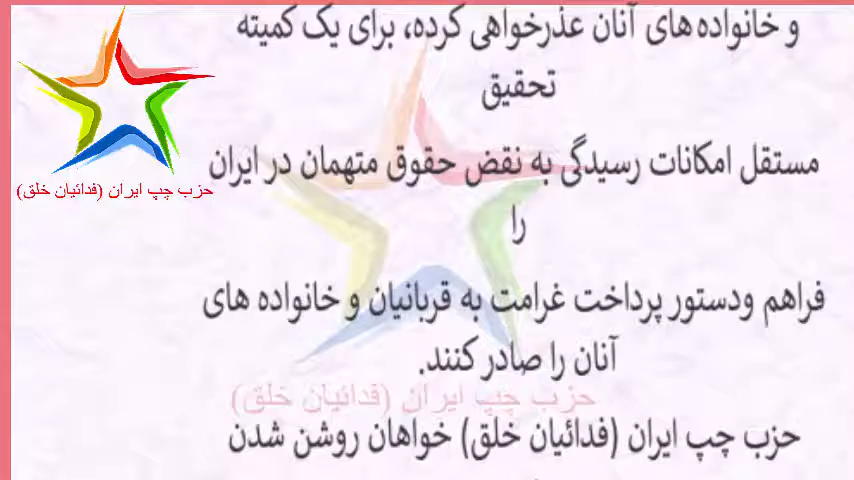 و خانواده های آنان عذرخواهی کرده، برای یک کمیته
تحقیق
مستقل امکانات رسیدگی به نقض حقوق متهمان در ایران
را
فراهم ودستور پرداخت غرامت به قربانیان و خانواده های
آنان را صادر کنند.
حزب چپ ایران (فدائیان خلق) خواهان روشن شدن
حزب چپ ایران (فدائیان خلق)
حزب چپ ایران (فدائیان خلق)